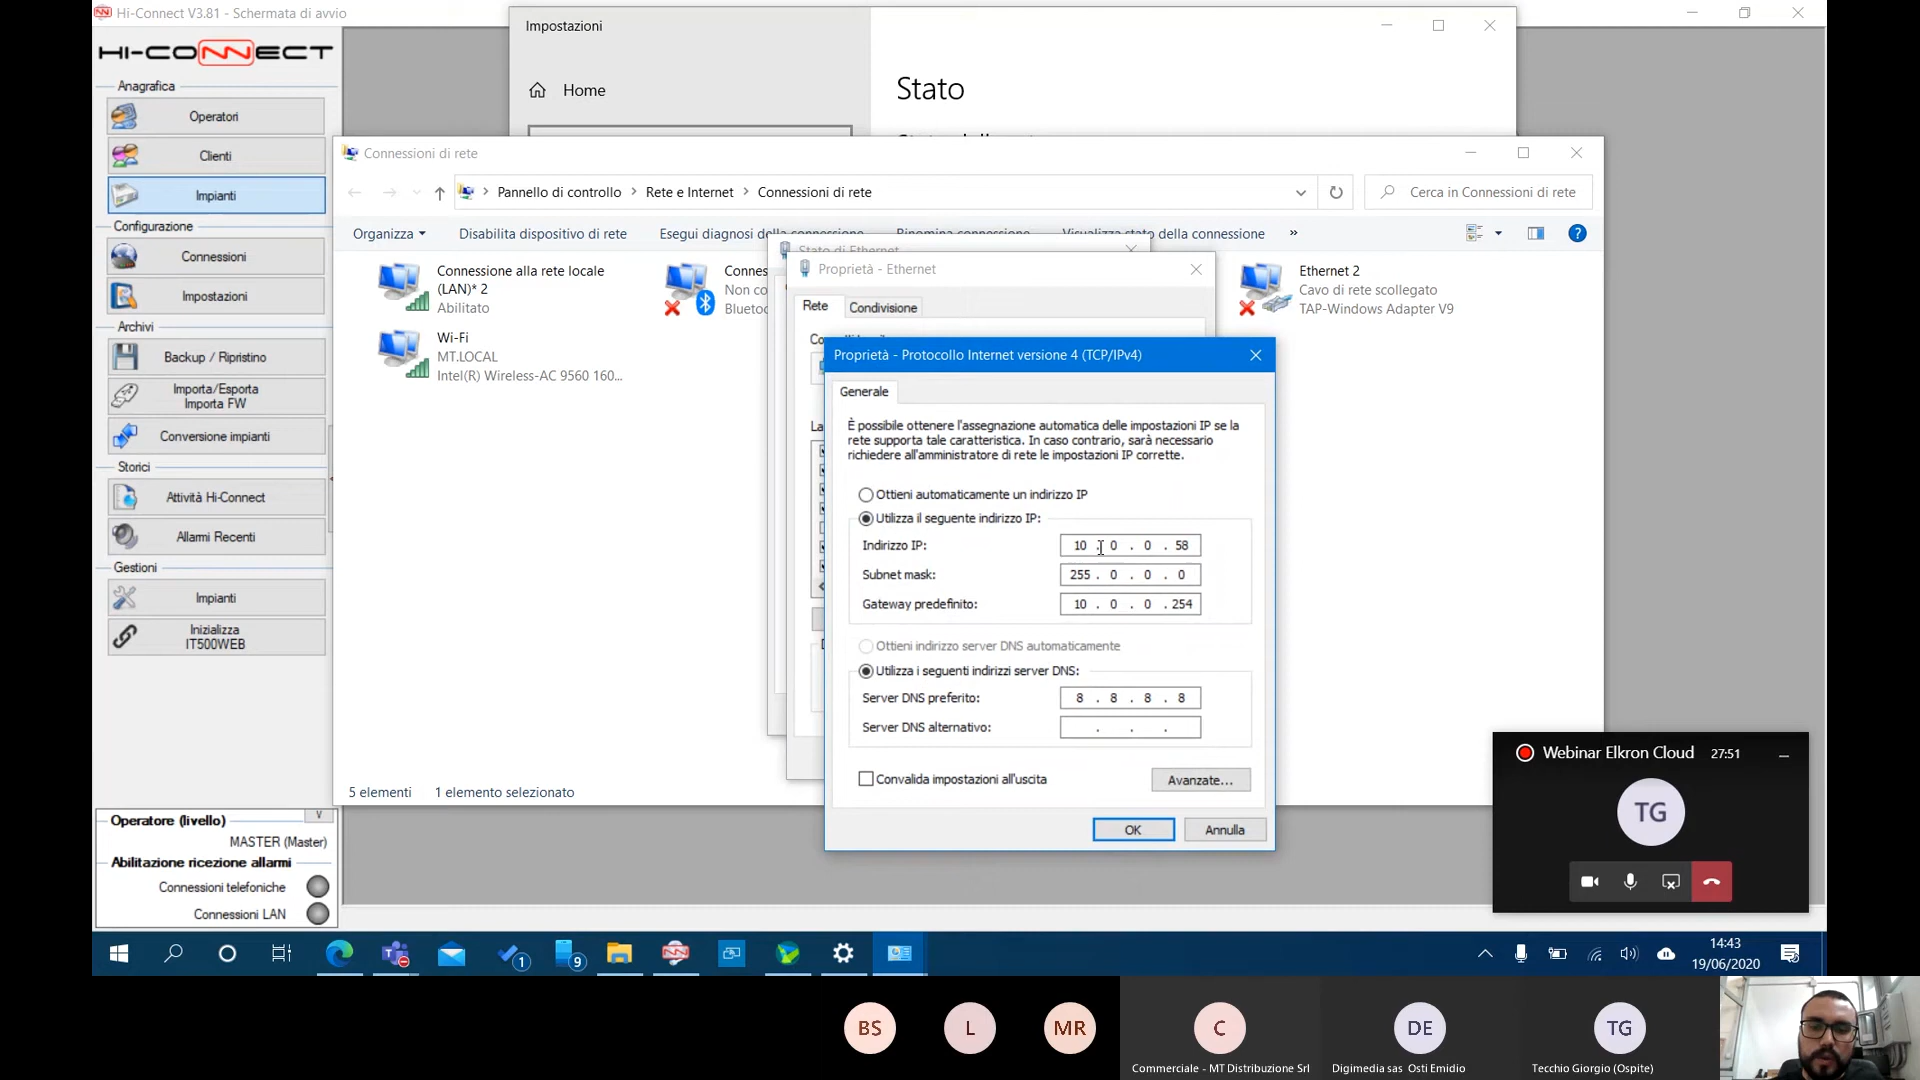 Hi-Connect V3.81 - Schermata di avvio
HI-CONNECT
Anagrafica
Operatori
Clienti
Impianti
Configurazione
Connessioni
Impostazioni
Archivi
Backup / Ripristino
Importa/Esporta
Importa FW
Conversione impianti
Storici
Attività Hi-Connect
Allarmi Recenti
Gestioni
Impianti
Inizializza
IT500WEB
Operatore (livello)
V
MASTER (Master)
Abilitazione ricezione allarmi
Connessioni telefoniche
Connessioni LAN
Impostazioni
Home
Stato
Connessioni di rete
Pannello di controllo > Rete e Internet > Connessioni di rete
Cerca in Connessioni di rete
Organizza
Disabilita dispositivo di rete
Esegui diagnosi della connessione
Rinomina connessione
Visualizza stato della connessione
»
Connessione alla rete locale
(LAN)* 2
Abilitato
Wi-Fi
MT.LOCAL
Intel(R) Wireless-AC 9560 160...
Ethernet 2
Cavo di rete scollegato
TAP-Windows Adapter V9
5 elementi
1 elemento selezionato
Stato di Ethernet
Proprietà - Ethernet
Rete
Condivisione
Proprietà - Protocollo Internet versione 4 (TCP/IPv4)
Generale
È possibile ottenere l'assegnazione automatica delle impostazioni IP se la
rete supporta tale caratteristica. In caso contrario, sarà necessario
richiedere all'amministratore di rete le impostazioni IP corrette.
Ottieni automaticamente un indirizzo IP
Utilizza il seguente indirizzo IP:
Indirizzo IP: 10 . 0 . 0 . 58
Subnet mask: 255 . 0 . 0 . 0
Gateway predefinito: 10 . 0 . 0 . 254
Ottieni indirizzo server DNS automaticamente
Utilizza i seguenti indirizzi server DNS:
Server DNS preferito: 8 . 8 . 8 . 8
Server DNS alternativo: . . .
Convalida impostazioni all'uscita
Avanzate...
OK
Annulla
Webinar Elkron Cloud 27:51
TG
1
9
14:43
19/06/2020
BS
L
MR
C
DE
TG
Commerciale - MT Distribuzione Srl
Digimedia sas Osti Emidio
Tecchio Giorgio (Ospite)